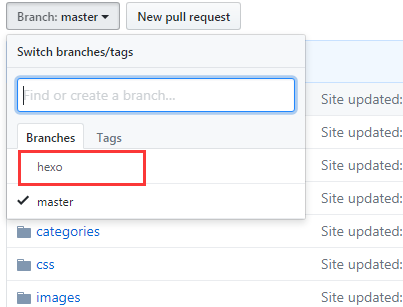 Branch: master New pull request
Switch branches/tags
Site updated:
Find or create a branch...
Site updated:
Branches Tags
Site updated:
hexo
Site updated:
master
Site updated:
categories Site updated:
css Site updated:
images Site updated: